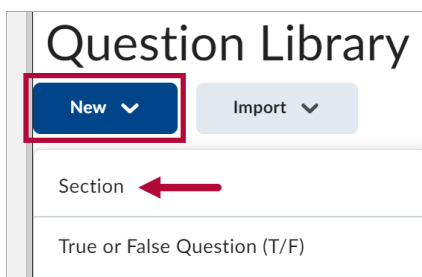 Question Library
New Import
Section
True or False Question (T/F)